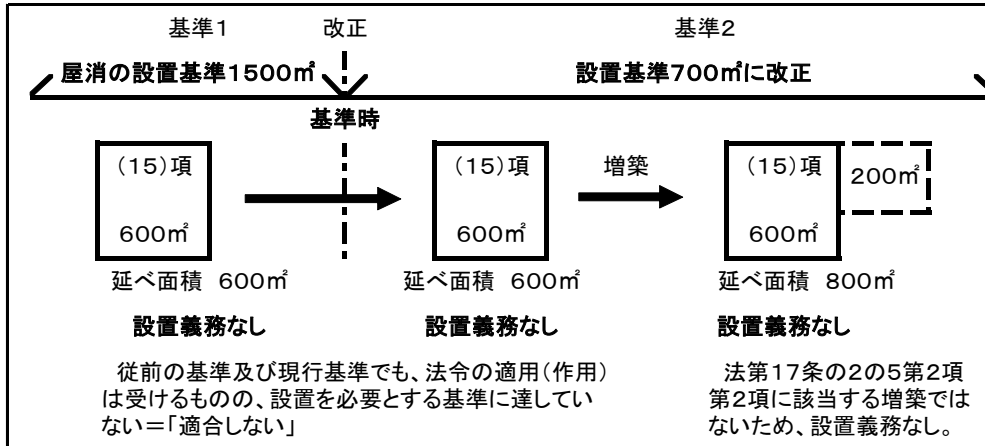 基準1 改正 基準2
屋消の設置基準1500㎡ 設置基準700㎡に改正
基準時
(15)項 (15)項 増築 (15)項 200㎡
600㎡ 600㎡ 600㎡
延べ面積 600㎡ 延べ面積 600㎡ 延べ面積 800㎡
設置義務なし 設置義務なし 設置義務なし
従前の基準及び現行基準でも、法令の適用(作用)
は受けるものの、設置を必要とする基準に達してい
ない=「適合しない」
法第17条の2の5第2項
第2項に該当する増築では
ないため、設置義務なし。